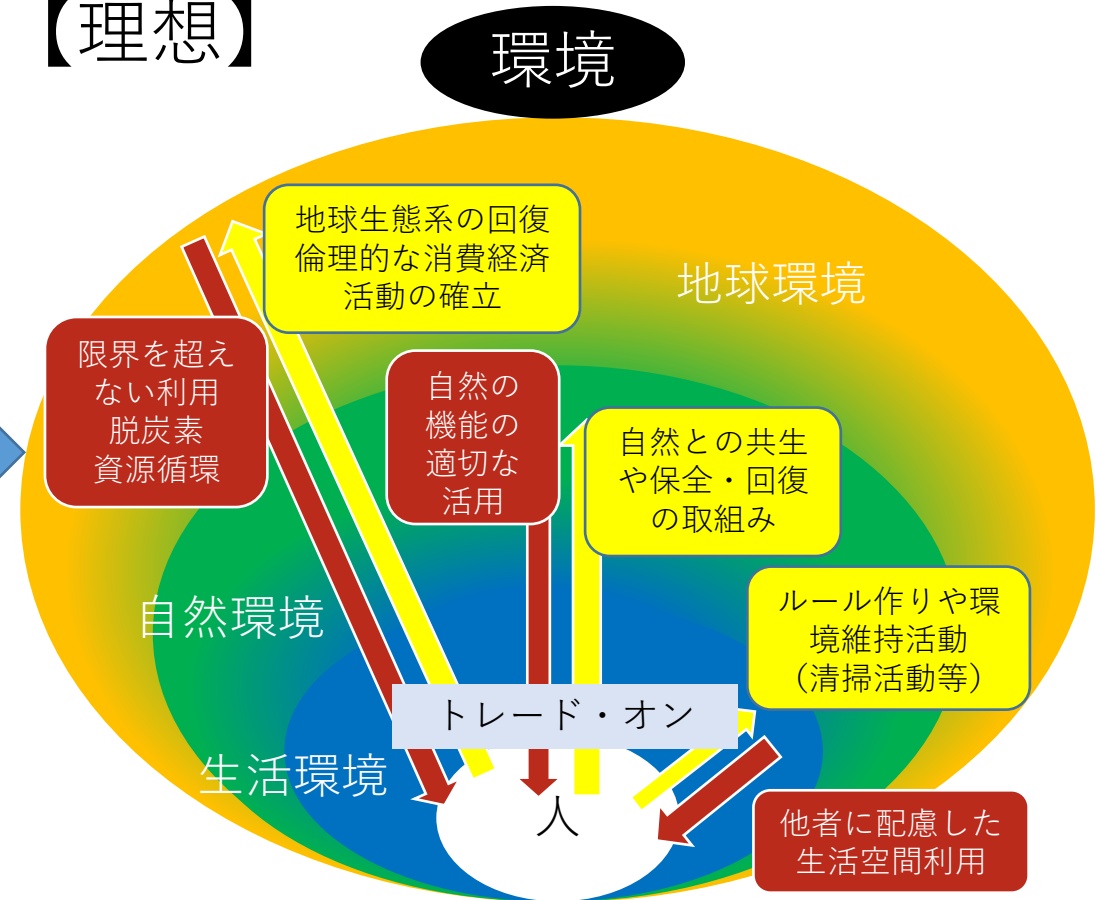 【理想】
環境
地球生態系の回復
倫理的な消費経済
活動の確立
地球環境
限界を超え
ない利用
脱炭素
資源循環
自然の
機能の
適切な
活用
自然との共生
や保全・回復
の取組み
自然環境
ルール作りや環
境維持活動
（清掃活動等）
トレード・オン
生活環境
人
他者に配慮した
生活空間利用